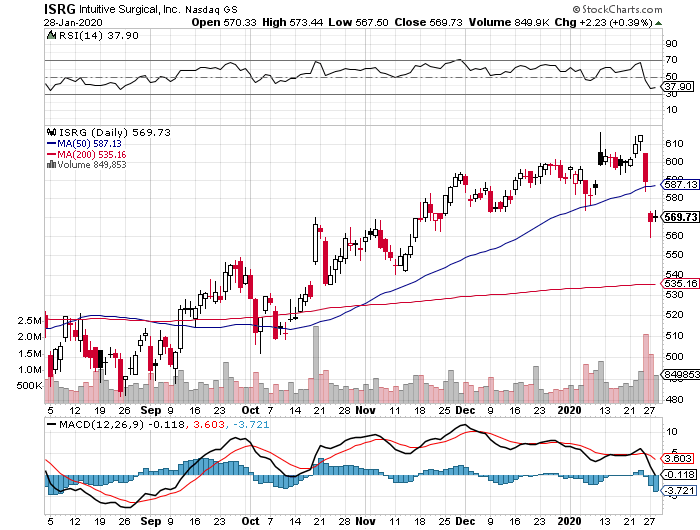 ISRG Intuitive Surgical, Inc. Nasdaq GS © StockCharts.com
28-Jan-2020 Open 570.33 High 573.44 Low 567.50 Close 569.73 Volume 849.9K Chg +2.23 (+0.39%)
RSI(14) 37.90
90
70
50
37.90
30
10
ISRG (Daily) 569.73
MA(50) 587.13
MA(200) 535.16
Volume 849,853
610
600
590
587.13
580
569.73
560
550
540
535.16
530
520
510
500
490
480
2.5M
2.0M
1.5M
1.0M
500K
849853
5 12 19 26 Sep 9 16 23 Oct 7 14 21 28 Nov 11 18 25 Dec 9 16 23 2020 13 21 27
MACD(12,26,9) -0.118, 3.603, -3.721
10
5
3.603
0
-0.118
-3.721
-5
5 12 19 26 Sep 9 16 23 Oct 7 14 21 28 Nov 11 18 25 Dec 9 16 23 2020 13 21 27